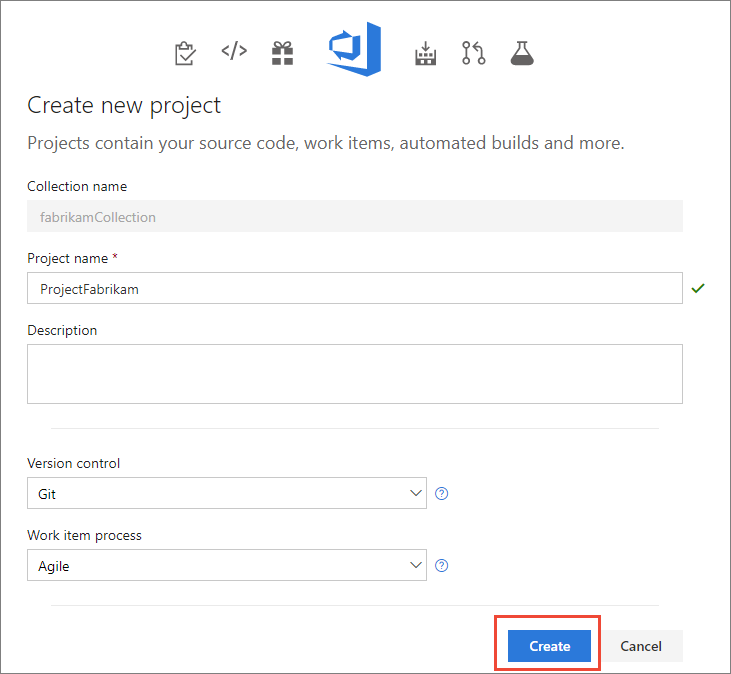 Create new project
Projects contain your source code, work items, automated builds and more.
Collection name
fabrikamCollection
Project name *
ProjectFabrikam
Description
Version control
Git
Work item process
Agile
Create
Cancel